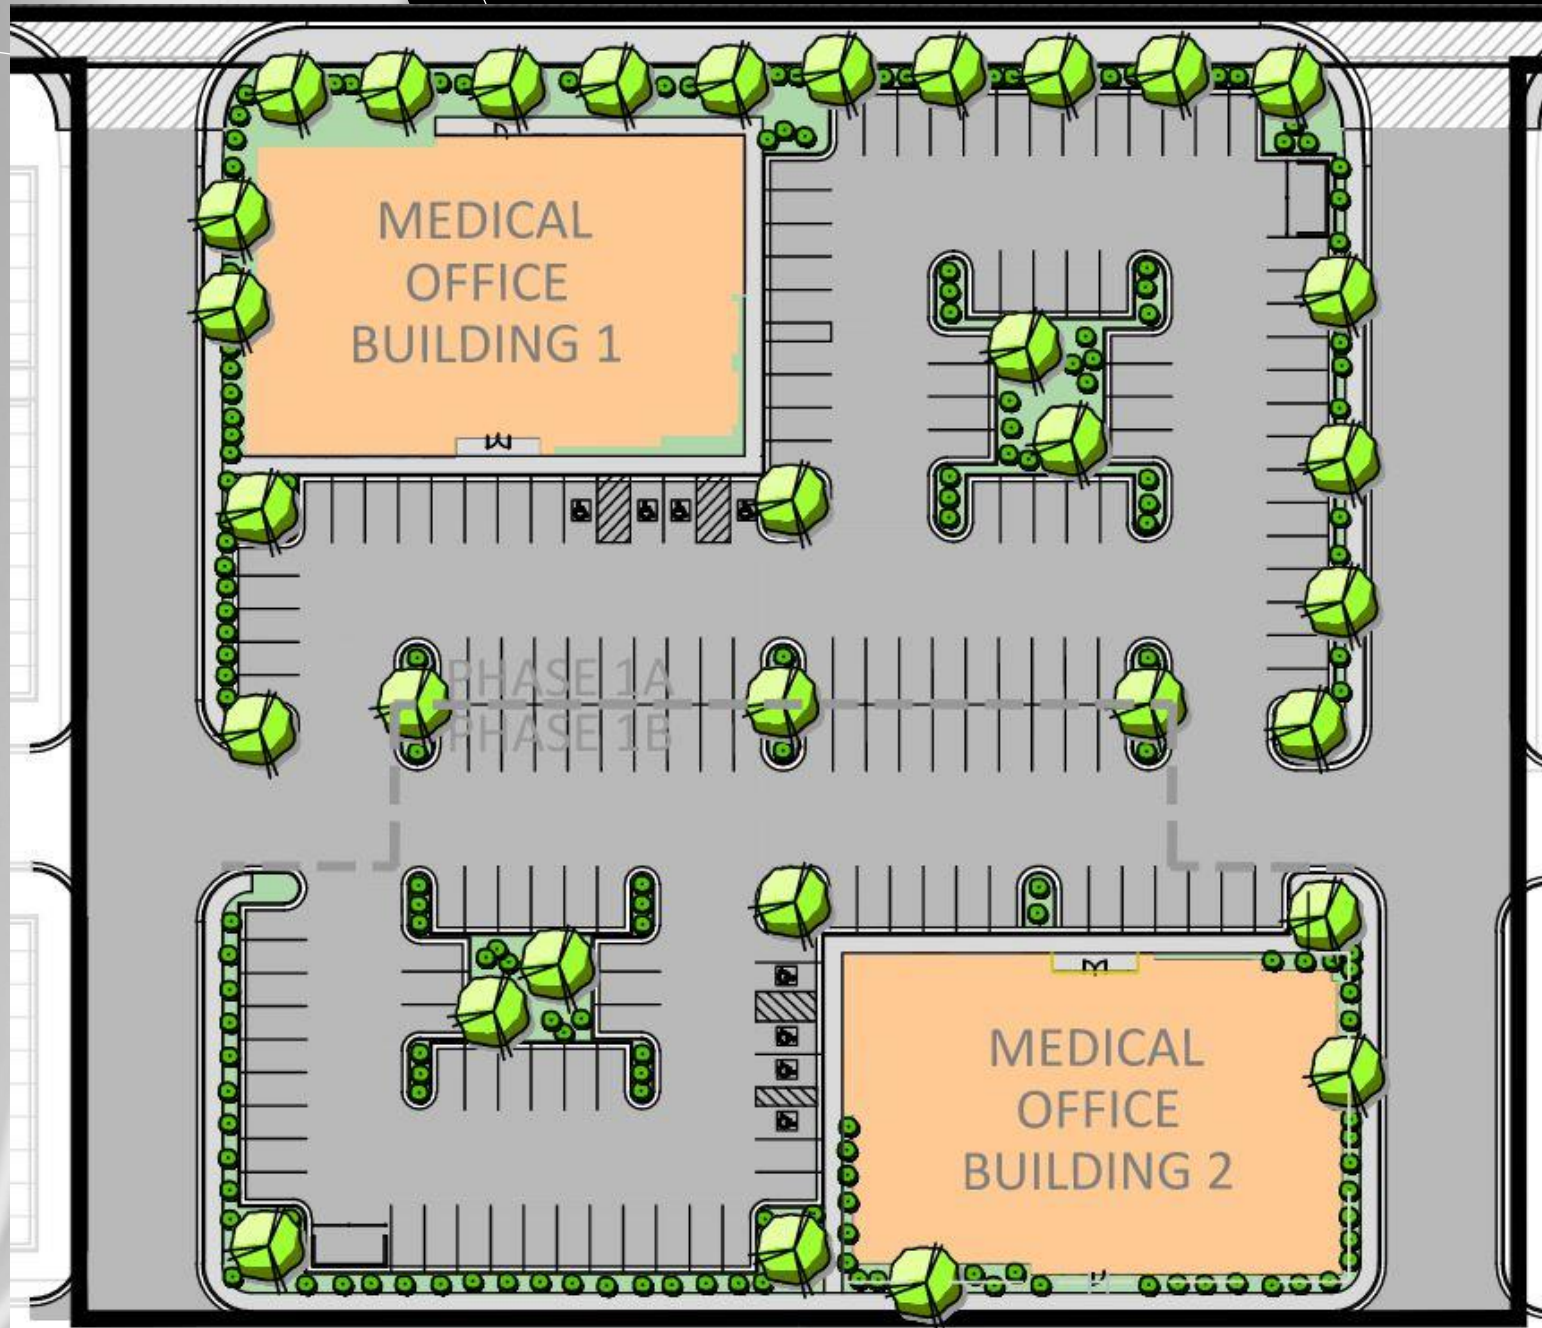 MEDICAL
OFFICE
BUILDING 1
PHASE 1A
PHASE 1B
MEDICAL
OFFICE
BUILDING 2